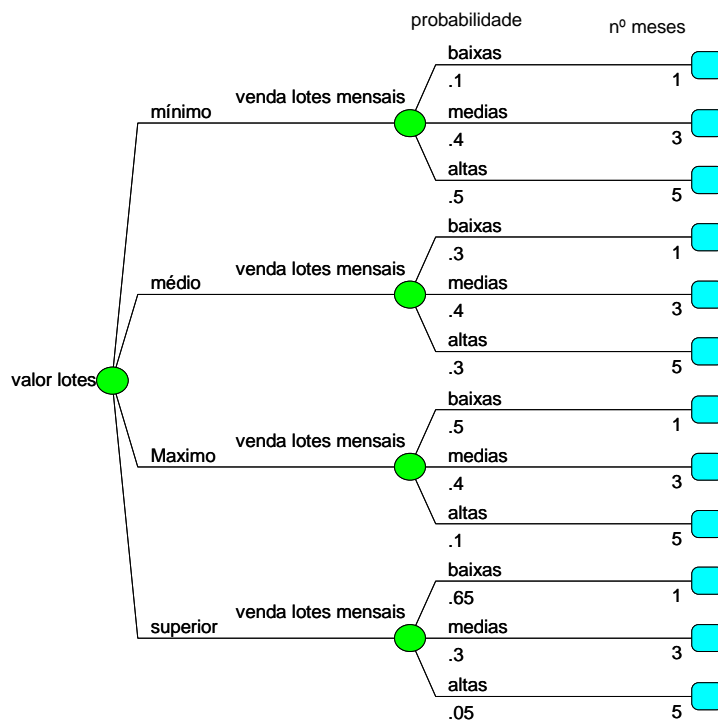 probabilidade
nº meses
baixas
.1
1
venda lotes mensais
mínimo
medias
.4
3
altas
.5
5
baixas
.3
1
venda lotes mensais
médio
medias
.4
3
altas
.3
5
valor lotes
baixas
.5
1
venda lotes mensais
Maximo
medias
.4
3
altas
.1
5
baixas
.65
1
venda lotes mensais
superior
medias
.3
3
altas
.05
5